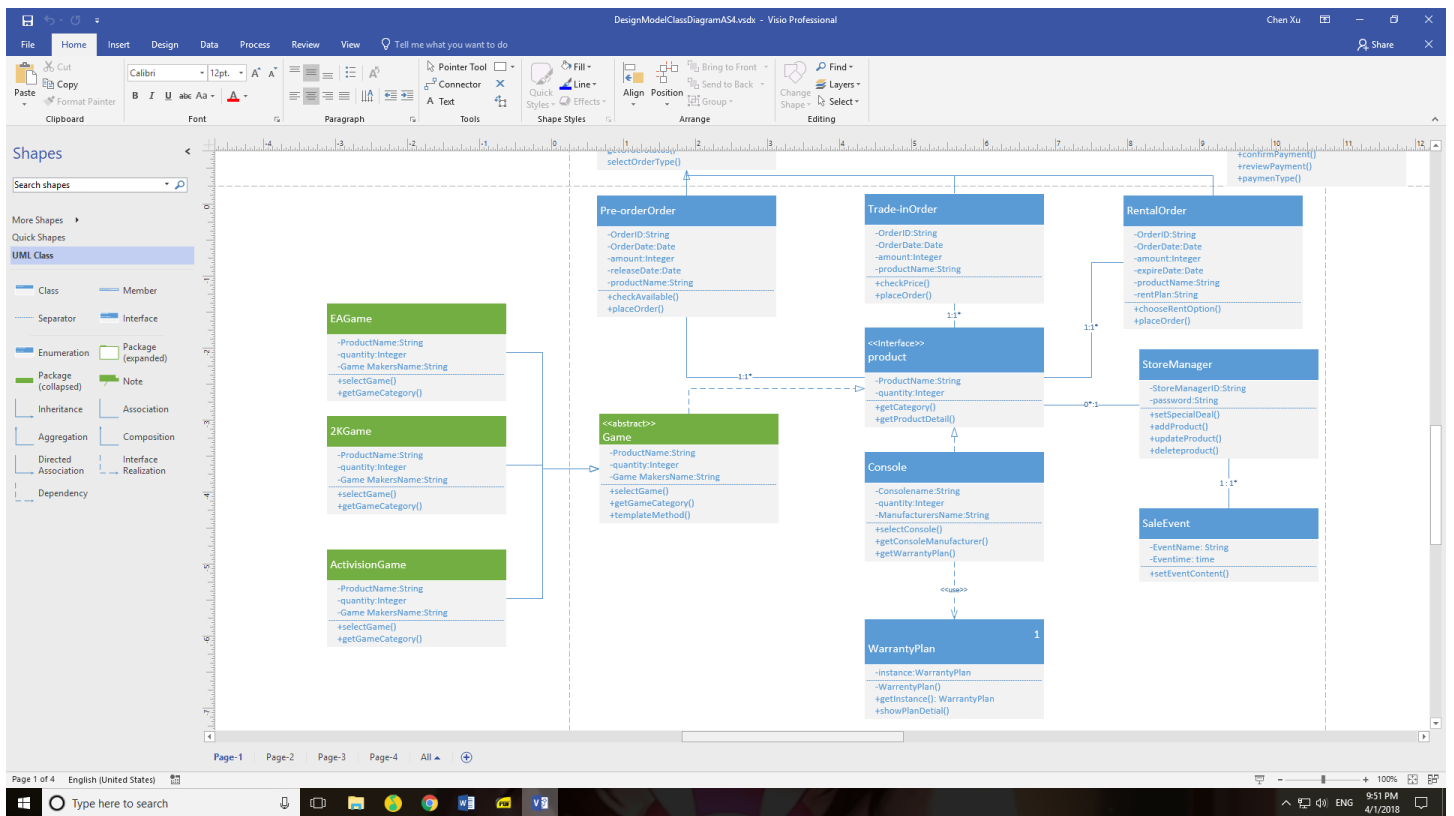 DesignModelClassDiagramAS4.vsdx - Visio Professional
Chen Xu
File Home Insert Design Data Process Review View Tell me what you want to do
Share
Paste
Cut
Copy
Format Painter
Clipboard
Calibri 12pt.
B I U abc Aa A
Font
Paragraph
Pointer Tool
Connector
A Text
Tools
Quick Styles
Fill
Line
Effects
Shape Styles
Align Position
Bring to Front
Send to Back
Group
Arrange
Change Shape
Find
Layers
Select
Editing
Shapes
Search shapes
More Shapes
Quick Shapes
UML Class
Class Member
Separator Interface
Enumeration Package (expanded)
Package (collapsed) Note
Inheritance Association
Aggregation Composition
Directed Association Interface Realization
Dependency
selectOrderType()
+confirmPayment()
+reviewPayment()
+paymenType()
Pre-orderOrder
-OrderID:String
-OrderDate:Date
-amount:Integer
-releaseDate:Date
-productName:String
+checkAvailable()
+placeOrder()
Trade-inOrder
-OrderID:String
-OrderDate:Date
-amount:Integer
-productName:String
+checkPrice()
+placeOrder()
RentalOrder
-OrderID:String
-OrderDate:Date
-amount:Integer
-expireDate:Date
-productName:String
-rentPlan:String
+chooseRentOption()
+placeOrder()
1:1*
1:1*
1:1*
EAGame
-ProductName:String
-quantity:Integer
-Game MakersName:String
+selectGame()
+getGameCategory()
2KGame
-ProductName:String
-quantity:Integer
-Game MakersName:String
+selectGame()
+getGameCategory()
ActivisionGame
-ProductName:String
-quantity:Integer
-Game MakersName:String
+selectGame()
+getGameCategory()
<<abstract>>
Game
-ProductName:String
-quantity:Integer
-Game MakersName:String
+selectGame()
+getGameCategory()
+templateMethod()
<<Interface>>
product
-ProductName:String
-quantity:Integer
+getCategory()
+getProductDetail()
0*:1
StoreManager
-StoreManagerID:String
-password:String
+setSpecialDeal()
+addProduct()
+updateProduct()
+deleteproduct()
1: 1*
SaleEvent
-EventName: String
-Eventime: time
+setEventContent()
Console
-Consolename:String
-quantity:Integer
-ManufacturersName:String
+selectConsole()
+getConsoleManufacturer()
+getWarrantyPlan()
<<use>>
1
WarrantyPlan
-instance:WarrantyPlan
-WarrentyPlan()
+getInstance(): WarrantyPlan
+showPlanDetial()
Page-1 Page-2 Page-3 Page-4 All
Page 1 of 4 English (United States)
100%
Type here to search
ENG
9:51 PM
4/1/2018